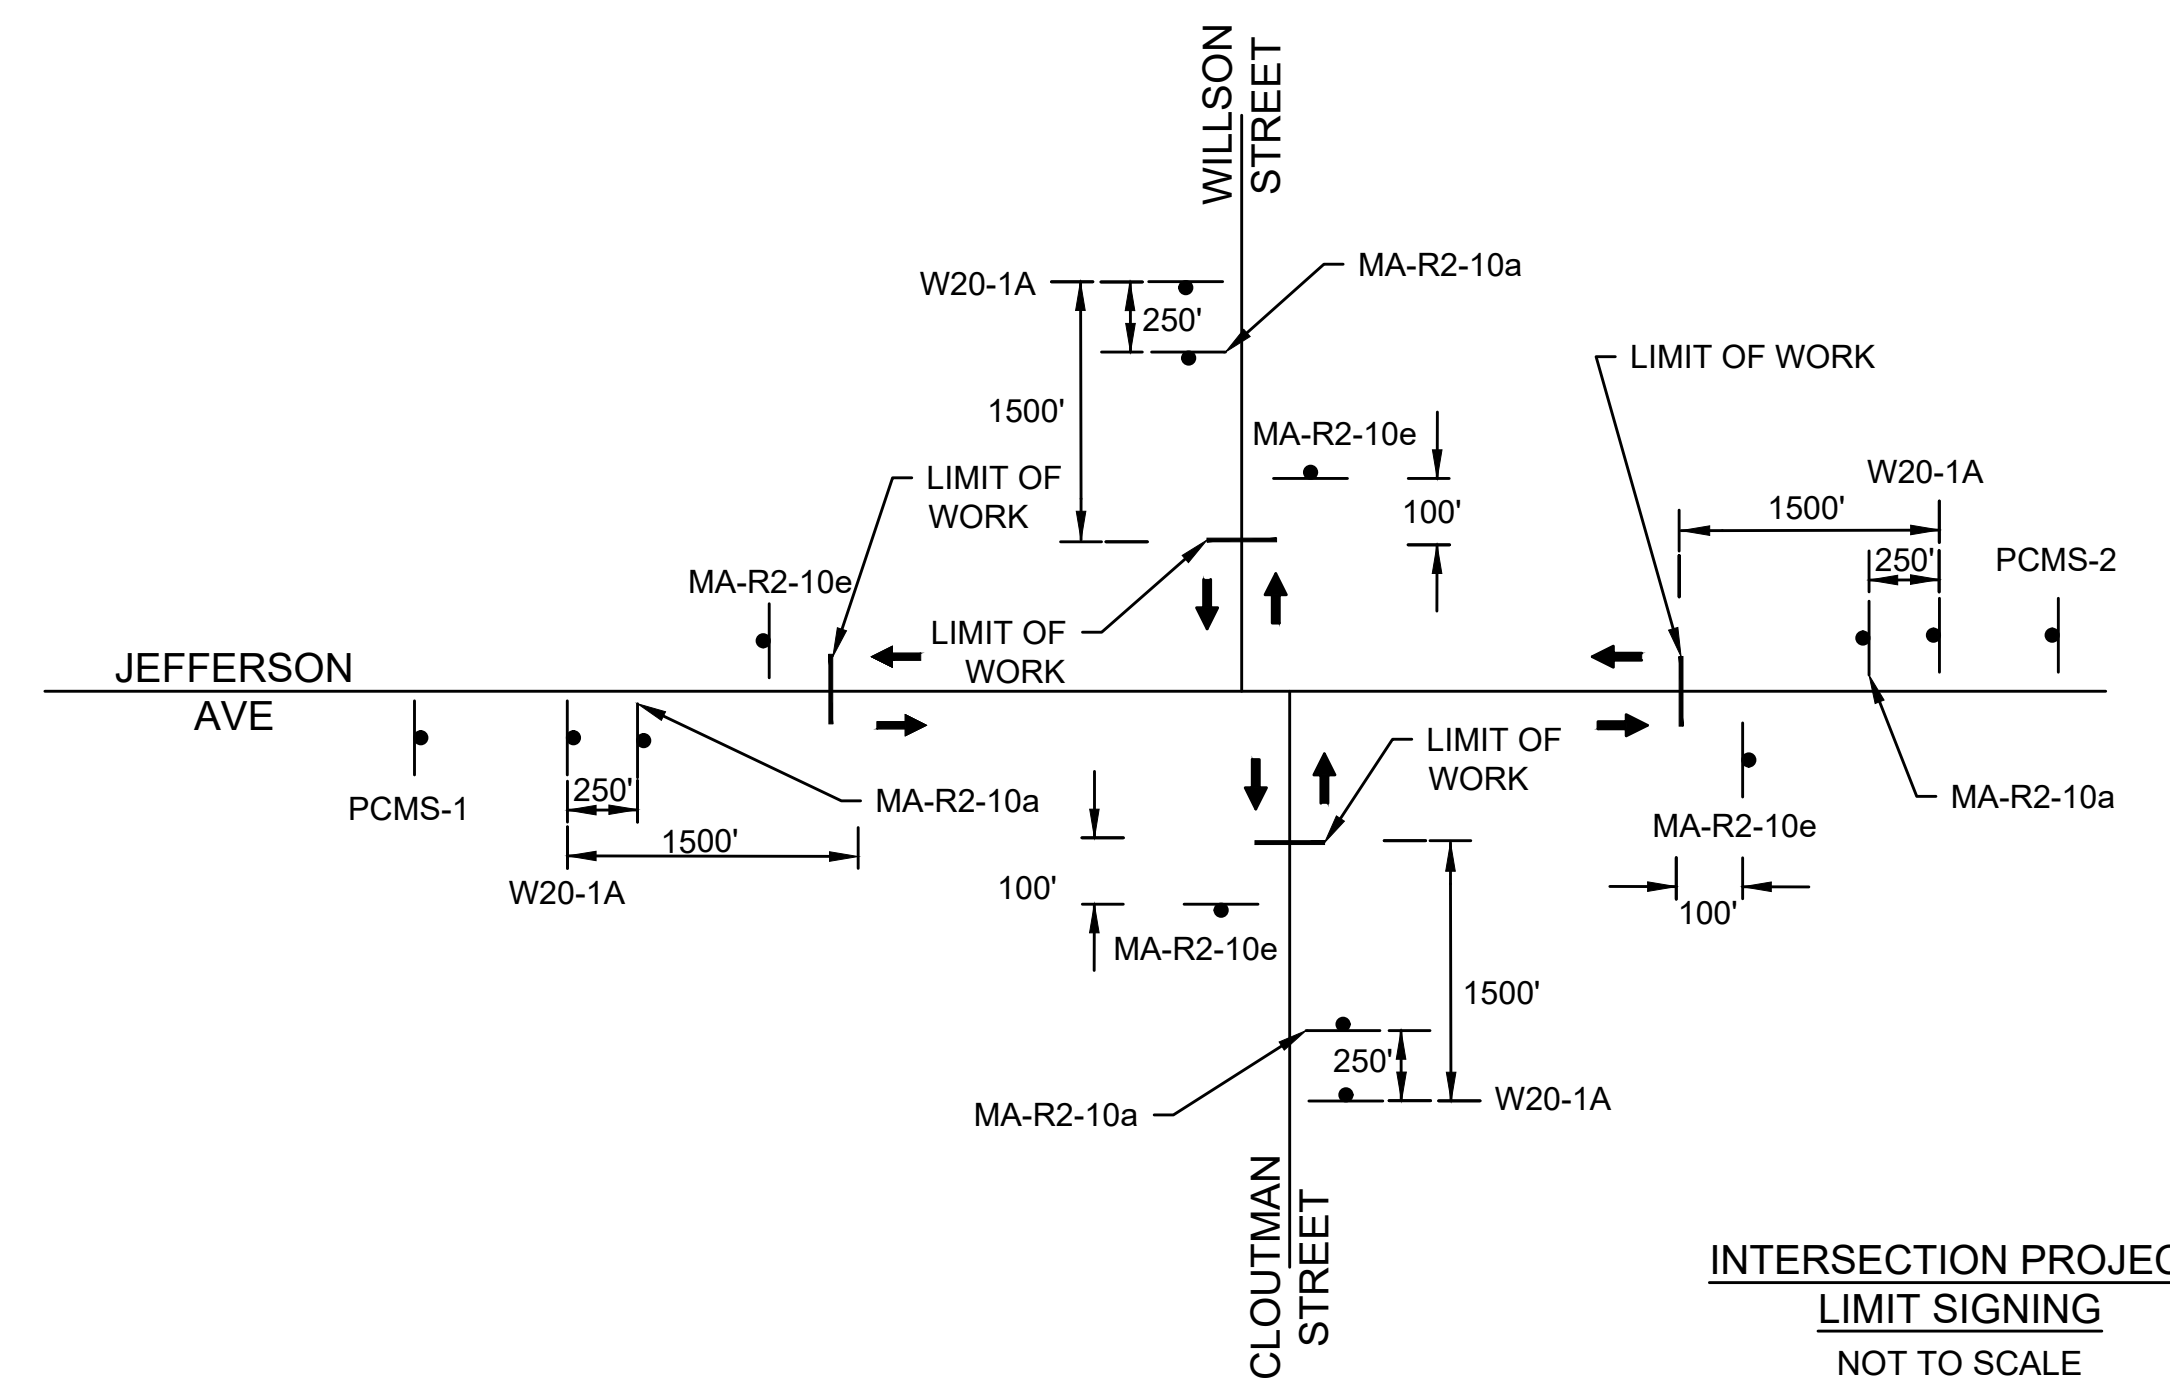 WILLSON
STREET
W20-1A
250'
MA-R2-10a
1500'
MA-R2-10e
100'
LIMIT OF WORK
W20-1A
1500'
250'
PCMS-2
LIMIT OF
WORK
MA-R2-10e
LIMIT OF
WORK
JEFFERSON
AVE
PCMS-1
250'
MA-R2-10a
1500'
W20-1A
LIMIT OF
WORK
100'
MA-R2-10e
MA-R2-10e
100'
MA-R2-10a
1500'
250'
MA-R2-10a
W20-1A
CLOUTMAN
STREET
INTERSECTION PROJEC
LIMIT SIGNING
NOT TO SCALE